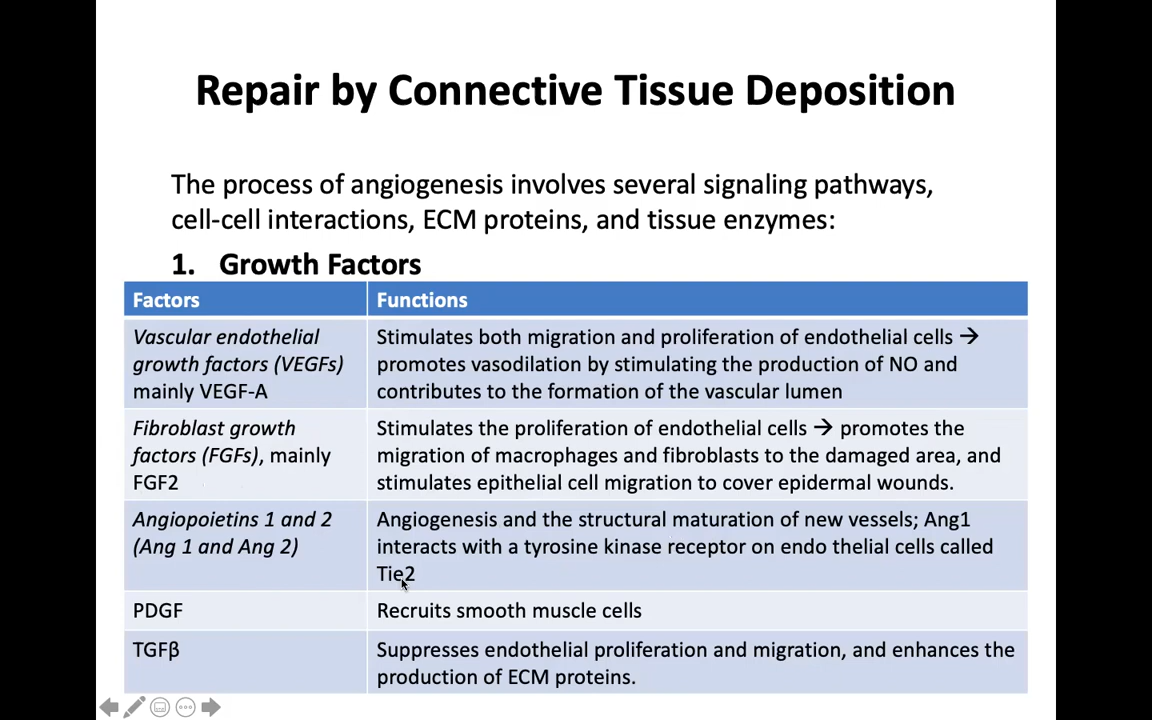 Repair by Connective Tissue Deposition
The process of angiogenesis involves several signaling pathways,
cell-cell interactions, ECM proteins, and tissue enzymes:
1. Growth Factors
Factors
Functions
Vascular endothelial
growth factors (VEGFs)
mainly VEGF-A
Stimulates both migration and proliferation of endothelial cells →
promotes vasodilation by stimulating the production of NO and
contributes to the formation of the vascular lumen
Fibroblast growth
factors (FGFs), mainly
FGF2
Stimulates the proliferation of endothelial cells → promotes the
migration of macrophages and fibroblasts to the damaged area, and
stimulates epithelial cell migration to cover epidermal wounds.
Angiopoietins 1 and 2
(Ang 1 and Ang 2)
Angiogenesis and the structural maturation of new vessels; Ang1
interacts with a tyrosine kinase receptor on endo thelial cells called
Tie2
PDGF
Recruits smooth muscle cells
TGFβ
Suppresses endothelial proliferation and migration, and enhances the
production of ECM proteins.